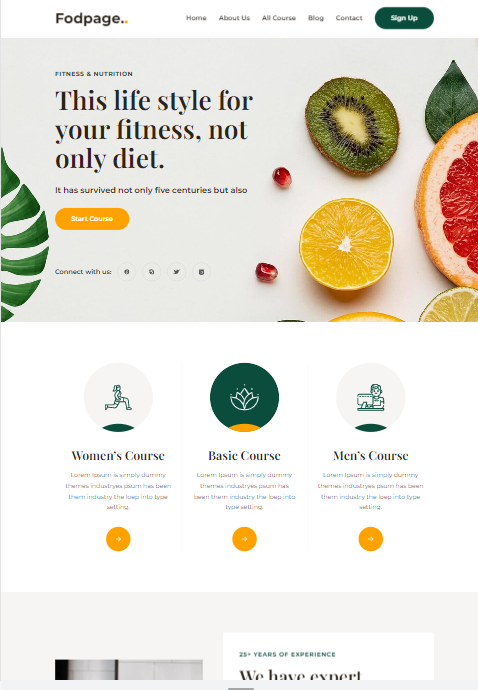 Fodpage..
Home About Us All Course Blog Contact Sign Up
FITNESS & NUTRITION
This life style for
your fitness, not
only diet.
It has survived not only five centuries but also
Start Course
Connect with us:
Women's Course
Lorem Ipsum is simply dummy
themes industryes psum has been
them industry the loep into type
setting.
Basic Course
Lorem Ipsum is simply dummy
themes industryes psum has
been them industry the loep into
type setting.
Men's Course
Lorem Ipsum is simply dummy
themes industryes psum has been
them industry the loep into type
setting.
25+ YEARS OF EXPERIENCE
We have expert